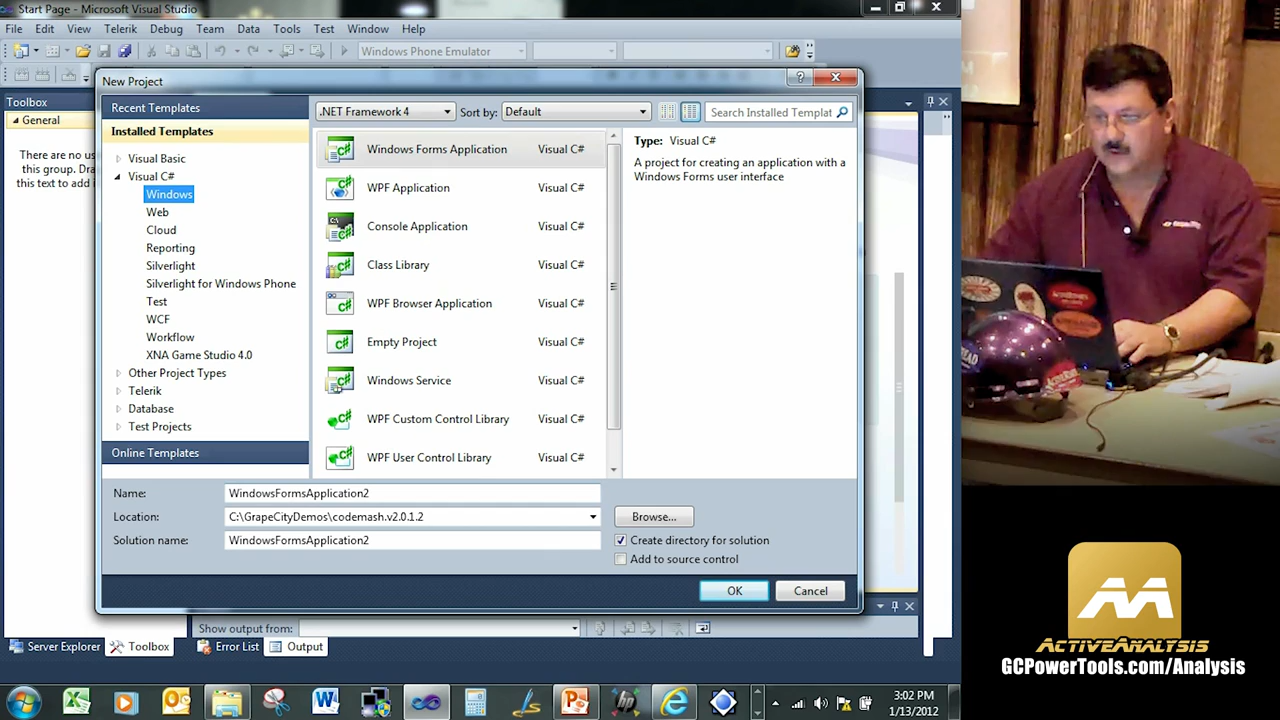 Start Page - Microsoft Visual Studio
File Edit View Telerik Debug Team Data Tools Test Window Help
Windows Phone Emulator
New Project
Toolbox
General
There are no us
this group. Dra
this text to add i
Recent Templates
Installed Templates
Visual Basic
Visual C#
Windows
Web
Cloud
Reporting
Silverlight
Silverlight for Windows Phone
Test
WCF
Workflow
XNA Game Studio 4.0
Other Project Types
Telerik
Database
Test Projects
Online Templates
.NET Framework 4 Sort by: Default Search Installed Templat
Windows Forms Application Visual C#
WPF Application Visual C#
Console Application Visual C#
Class Library Visual C#
WPF Browser Application Visual C#
Empty Project Visual C#
Windows Service Visual C#
WPF Custom Control Library Visual C#
WPF User Control Library Visual C#
Type: Visual C#
A project for creating an application with a
Windows Forms user interface
Name: WindowsFormsApplication2
Location: C:\GrapeCityDemos\codemash.v2.0.1.2 Browse...
Solution name: WindowsFormsApplication2
Create directory for solution
Add to source control
OK Cancel
Show output from:
Server Explorer Toolbox Error List Output
3:02 PM
1/13/2012
ACTIVEANALYSIS
GCPowerTools.com/Analysis